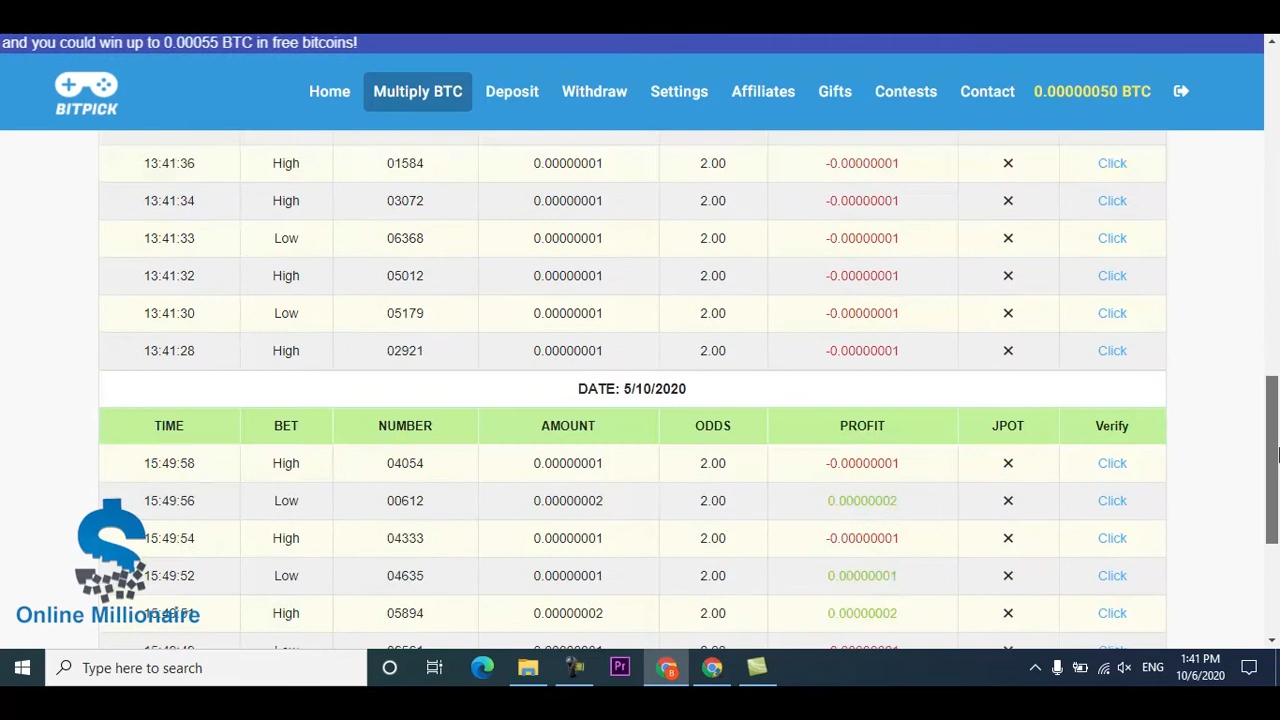 and you could win up to 0.00055 BTC in free bitcoins!
BITPICK
Home Multiply BTC Deposit Withdraw Settings Affiliates Gifts Contests Contact 0.00000050 BTC
13:41:36 High 01584 0.00000001 2.00 -0.00000001 ✕ Click
13:41:34 High 03072 0.00000001 2.00 -0.00000001 ✕ Click
13:41:33 Low 06368 0.00000001 2.00 -0.00000001 ✕ Click
13:41:32 High 05012 0.00000001 2.00 -0.00000001 ✕ Click
13:41:30 Low 05179 0.00000001 2.00 -0.00000001 ✕ Click
13:41:28 High 02921 0.00000001 2.00 -0.00000001 ✕ Click
DATE: 5/10/2020
TIME BET NUMBER AMOUNT ODDS PROFIT JPOT Verify
15:49:58 High 04054 0.00000001 2.00 -0.00000001 ✕ Click
15:49:56 Low 00612 0.00000002 2.00 0.00000002 ✕ Click
15:49:54 High 04333 0.00000001 2.00 -0.00000001 ✕ Click
15:49:52 Low 04635 0.00000001 2.00 0.00000001 ✕ Click
High 05894 0.00000002 2.00 0.00000002 ✕ Click
Online Millionaire
Type here to search
Pr
B
ENG
1:41 PM
10/6/2020